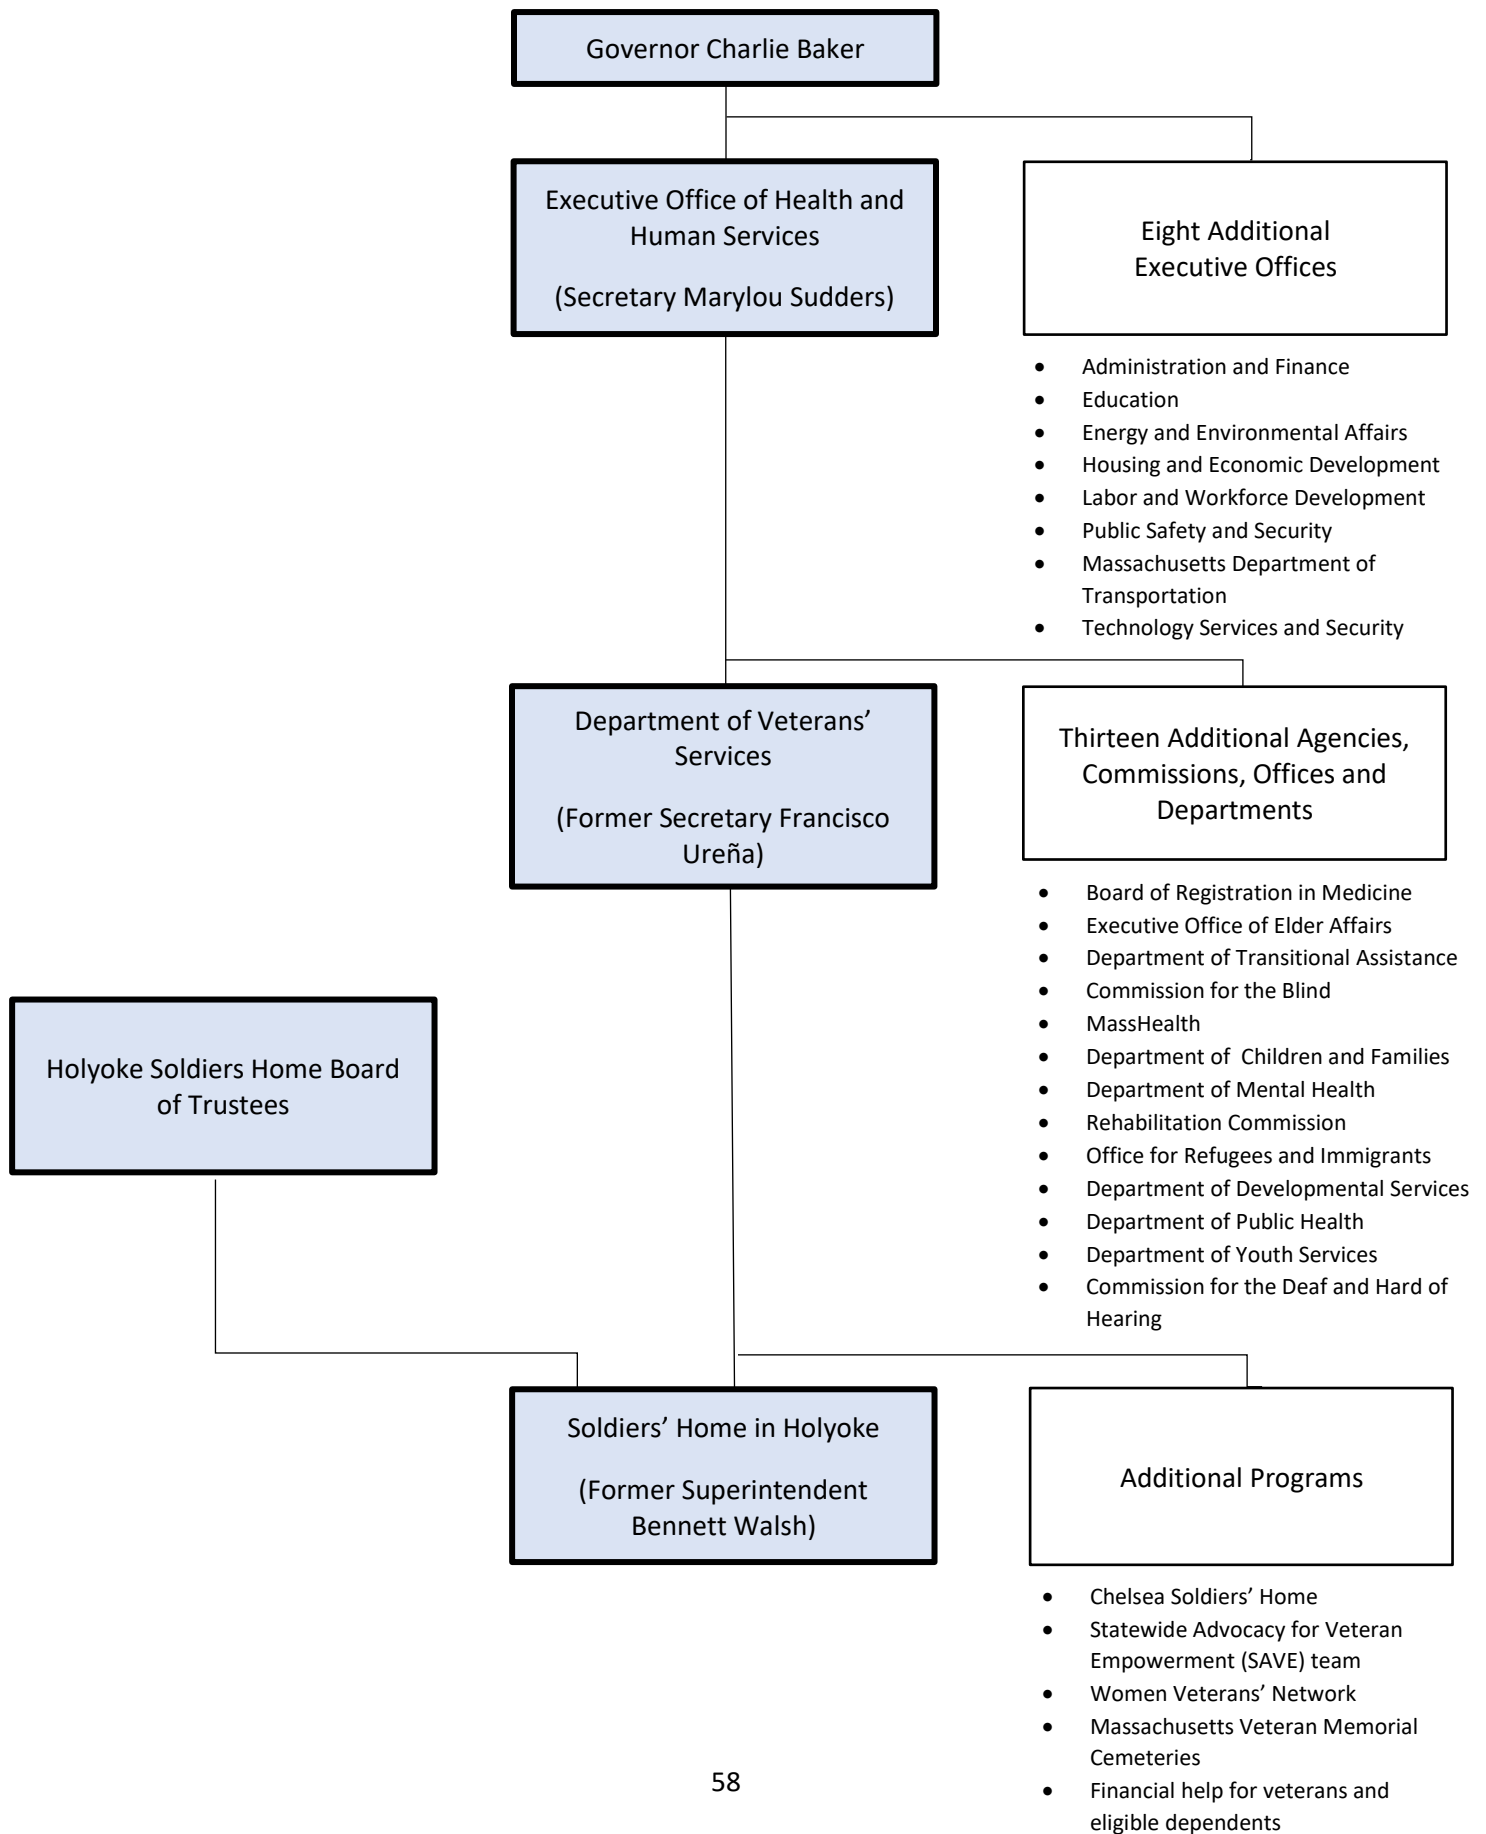 Governor Charlie Baker
Executive Office of Health and
Human Services
(Secretary Marylou Sudders)
Eight Additional
Executive Offices
• Administration and Finance
• Education
• Energy and Environmental Affairs
• Housing and Economic Development
• Labor and Workforce Development
• Public Safety and Security
• Massachusetts Department of
Transportation
• Technology Services and Security
Department of Veterans’
Services
(Former Secretary Francisco
Ureña)
Thirteen Additional Agencies,
Commissions, Offices and
Departments
• Board of Registration in Medicine
• Executive Office of Elder Affairs
• Department of Transitional Assistance
• Commission for the Blind
• MassHealth
• Department of  Children and Families
• Department of Mental Health
• Rehabilitation Commission
• Office for Refugees and Immigrants
• Department of Developmental Services
• Department of Public Health
• Department of Youth Services
• Commission for the Deaf and Hard of
Hearing
Holyoke Soldiers Home Board
of Trustees
Soldiers’ Home in Holyoke
(Former Superintendent
Bennett Walsh)
Additional Programs
• Chelsea Soldiers’ Home
• Statewide Advocacy for Veteran
Empowerment (SAVE) team
• Women Veterans’ Network
• Massachusetts Veteran Memorial
Cemeteries
• Financial help for veterans and
eligible dependents
58